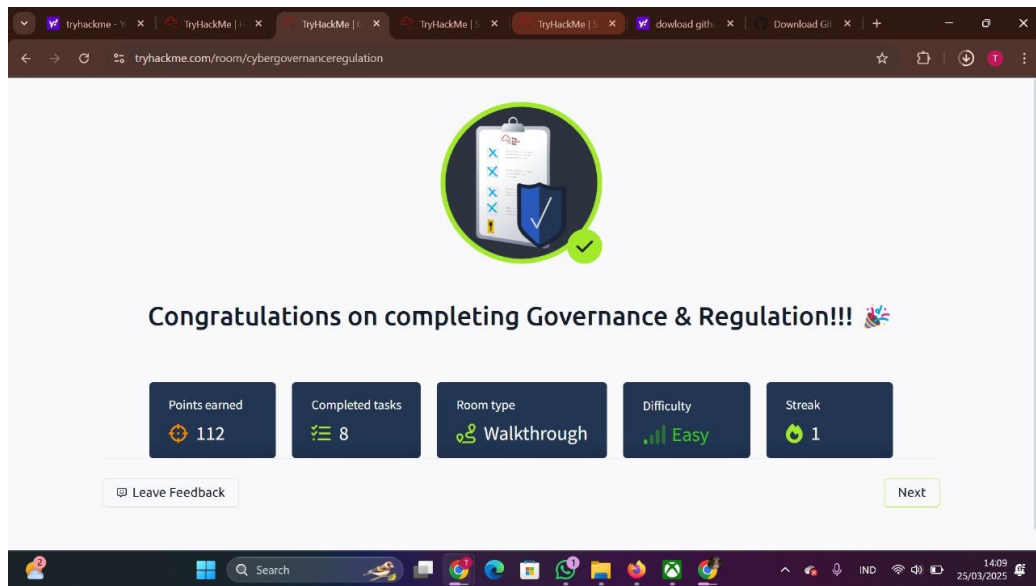 tryhackme - Y
TryHackMe | H
TryHackMe | G
TryHackMe | S
TryHackMe | S
dowload gith
Download Git
tryhackme.com/room/cybergovernanceregulation
T
Congratulations on completing Governance & Regulation!!! 🎉
Points earned
112
Completed tasks
8
Room type
Walkthrough
Difficulty
Easy
Streak
1
Leave Feedback
Next
2
Search
IND
14:09
25/03/2025